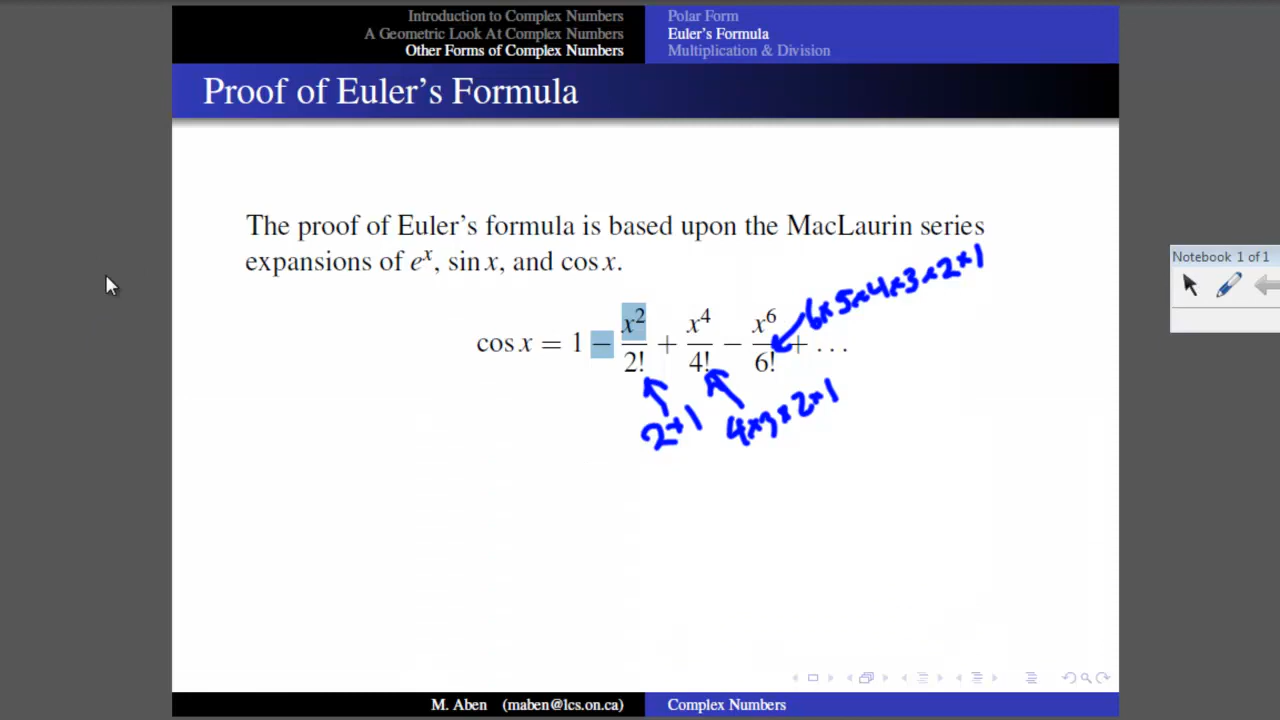 Introduction to Complex Numbers
A Geometric Look At Complex Numbers
Other Forms of Complex Numbers
Polar Form
Euler's Formula
Multiplication & Division
Proof of Euler's Formula
The proof of Euler's formula is based upon the MacLaurin series
expansions of eˣ, sin x, and cos x.
cos x = 1 − x²/2! + x⁴/4! − x⁶/6! + …
6×5×4×3×2×1
2×1
4×3×2×1
Notebook 1 of 1
M. Aben (maben@lcs.on.ca)
Complex Numbers